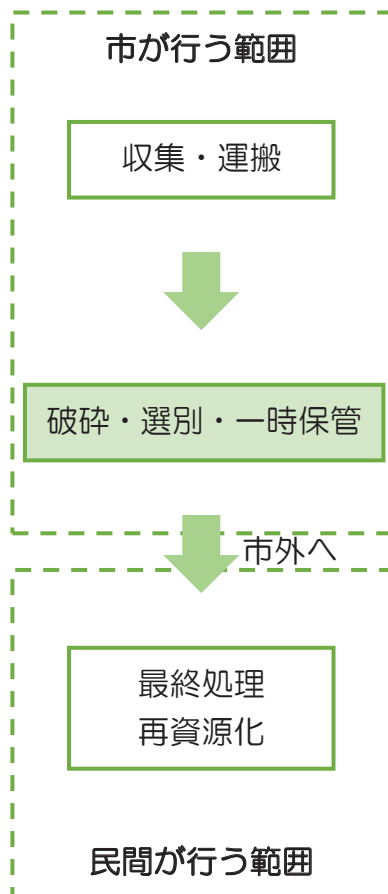 市が行う範囲
収集・運搬
破砕・選別・一時保管
市外へ
最終処理
再資源化
民間が行う範囲